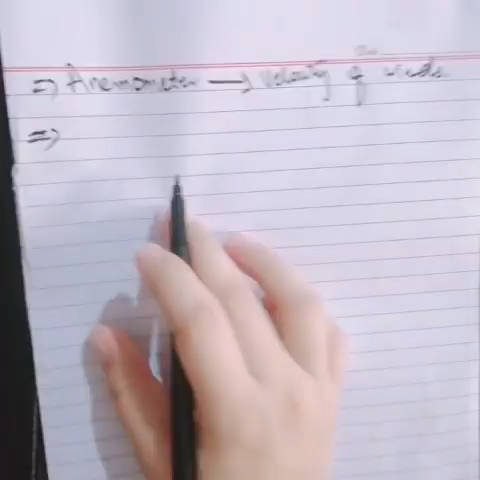 ⇒ Anemometer → Velocity of winds
⇒